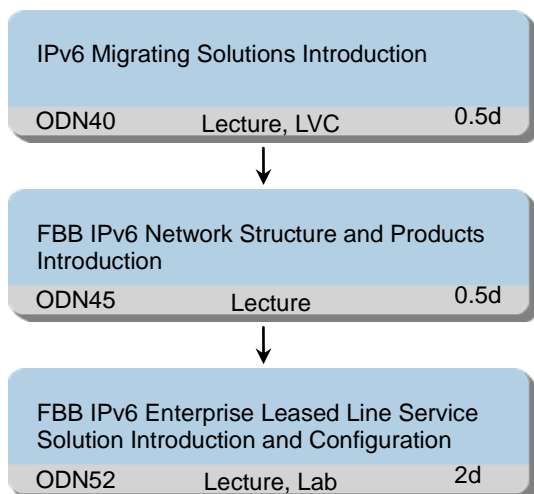 IPv6 Migrating Solutions Introduction
ODN40 Lecture, LVC 0.5d
FBB IPv6 Network Structure and Products
Introduction
ODN45 Lecture 0.5d
FBB IPv6 Enterprise Leased Line Service
Solution Introduction and Configuration
ODN52 Lecture, Lab 2d